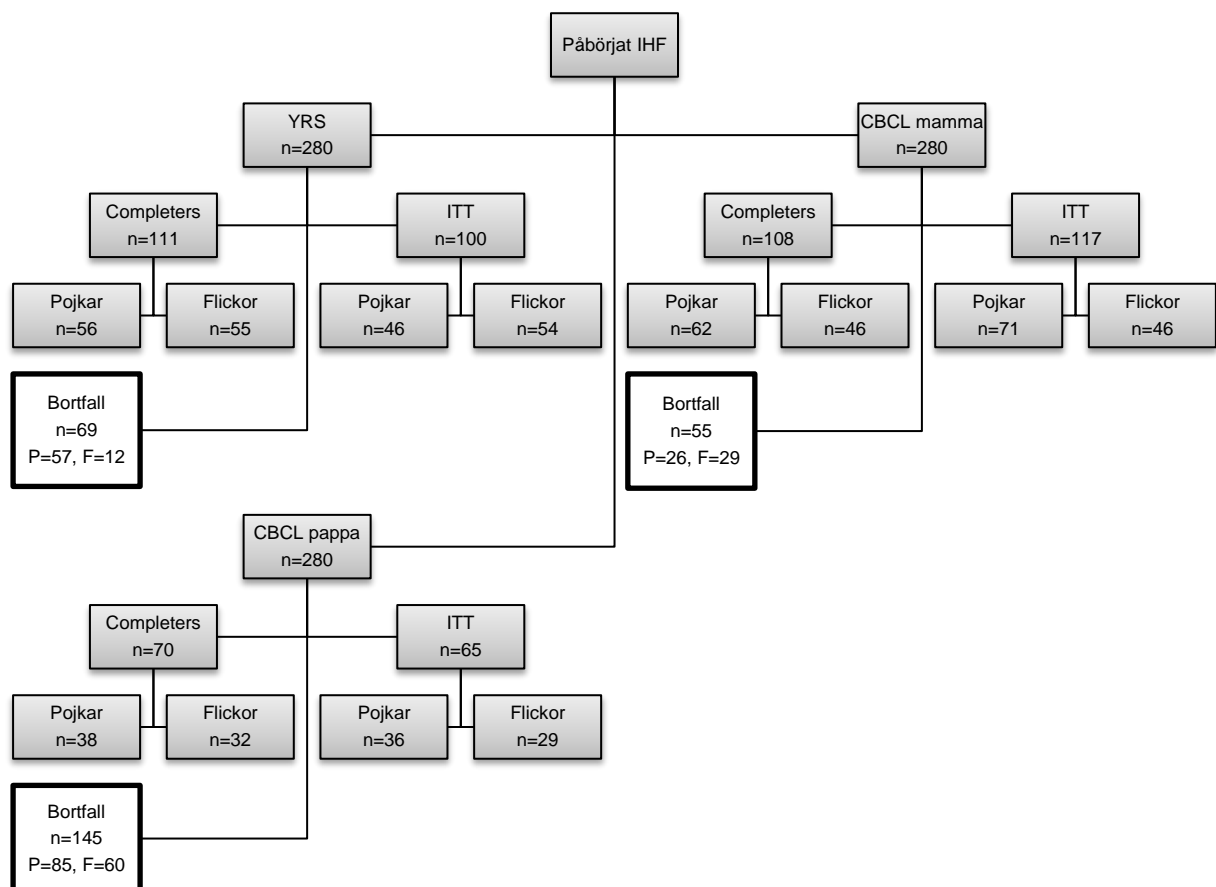 Påbörjat IHF
YRS
n=280
CBCL mamma
n=280
Completers
n=111
ITT
n=100
Completers
n=108
ITT
n=117
Pojkar
n=56
Flickor
n=55
Pojkar
n=46
Flickor
n=54
Pojkar
n=62
Flickor
n=46
Pojkar
n=71
Flickor
n=46
Bortfall
n=69
P=57, F=12
Bortfall
n=55
P=26, F=29
CBCL pappa
n=280
Completers
n=70
ITT
n=65
Pojkar
n=38
Flickor
n=32
Pojkar
n=36
Flickor
n=29
Bortfall
n=145
P=85, F=60